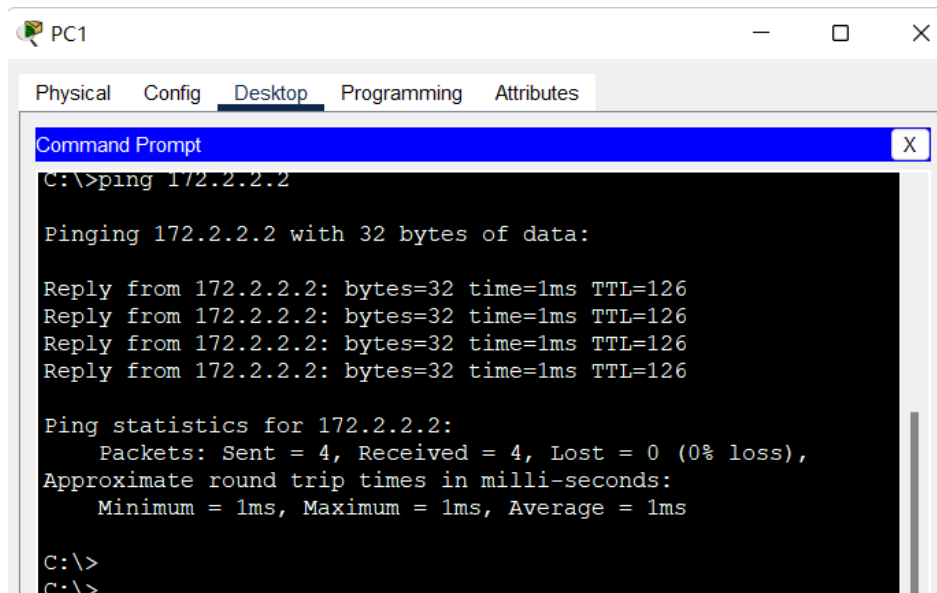 PC1
Physical Config Desktop Programming Attributes
Command Prompt X
C:\>ping 172.2.2.2
Pinging 172.2.2.2 with 32 bytes of data:
Reply from 172.2.2.2: bytes=32 time=1ms TTL=126
Reply from 172.2.2.2: bytes=32 time=1ms TTL=126
Reply from 172.2.2.2: bytes=32 time=1ms TTL=126
Reply from 172.2.2.2: bytes=32 time=1ms TTL=126
Ping statistics for 172.2.2.2:
Packets: Sent = 4, Received = 4, Lost = 0 (0% loss),
Approximate round trip times in milli-seconds:
Minimum = 1ms, Maximum = 1ms, Average = 1ms
C:\>
C:\>